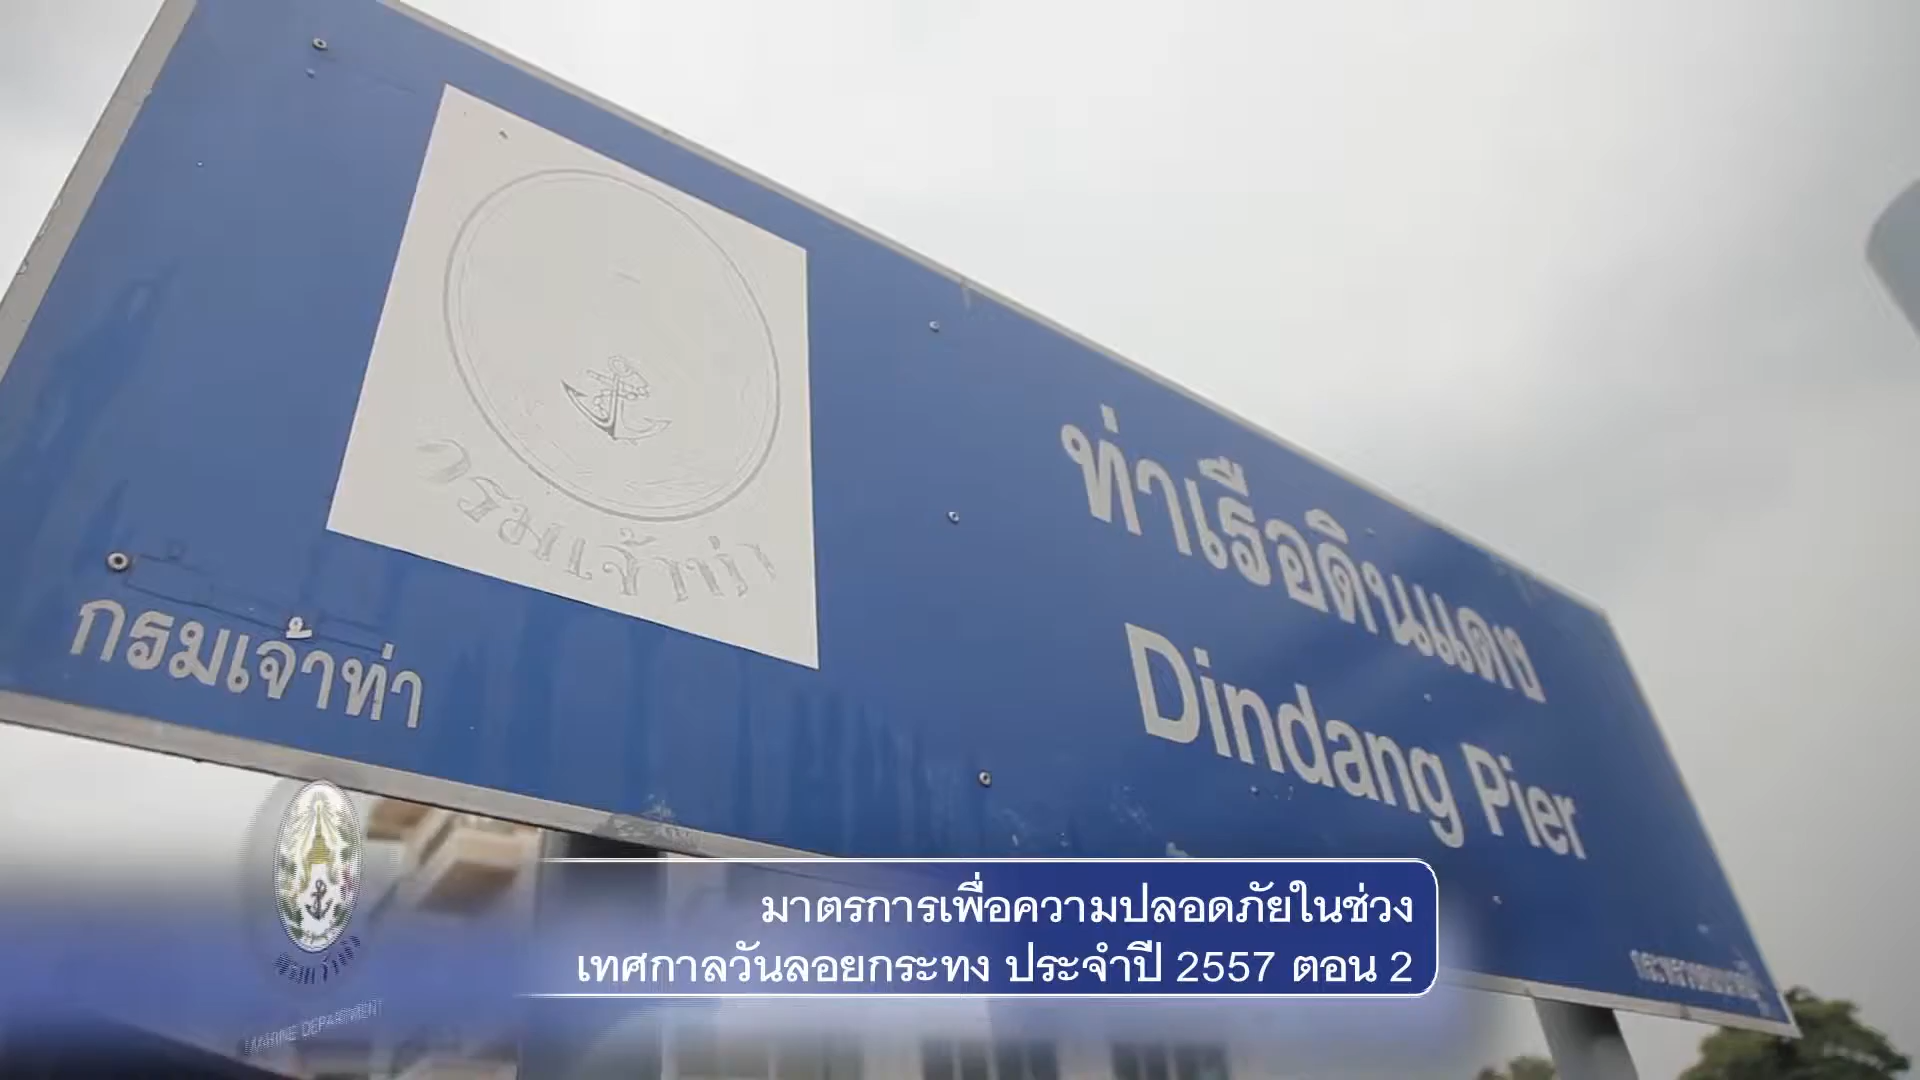 กรมเจ้าท่า
กรมเจ้าท่า
ท่าเรือดินแดง
Dindang Pier
มาตรการเพื่อความปลอดภัยในช่วง
เทศกาลวันลอยกระทง ประจำปี 2557 ตอน 2
MARINE DEPARTMENT